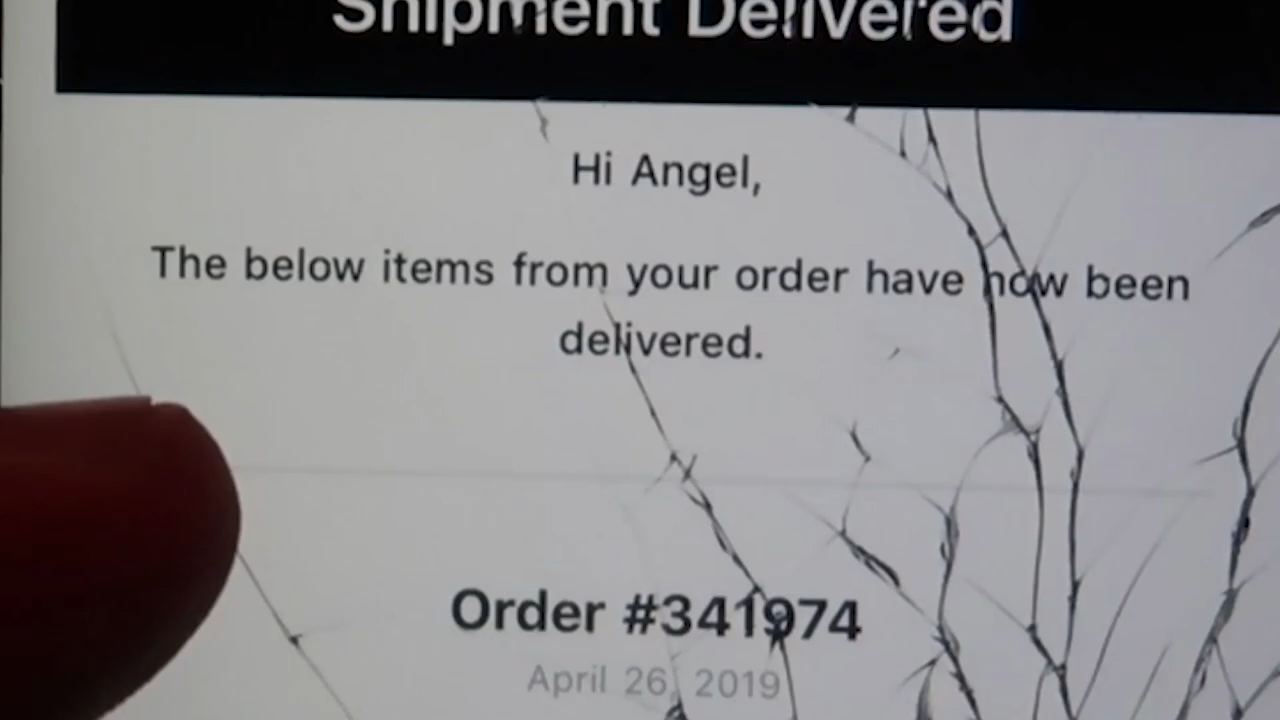 Shipment Delivered
Hi Angel,
The below items from your order have now been
delivered.
Order #341974
April 26, 2019